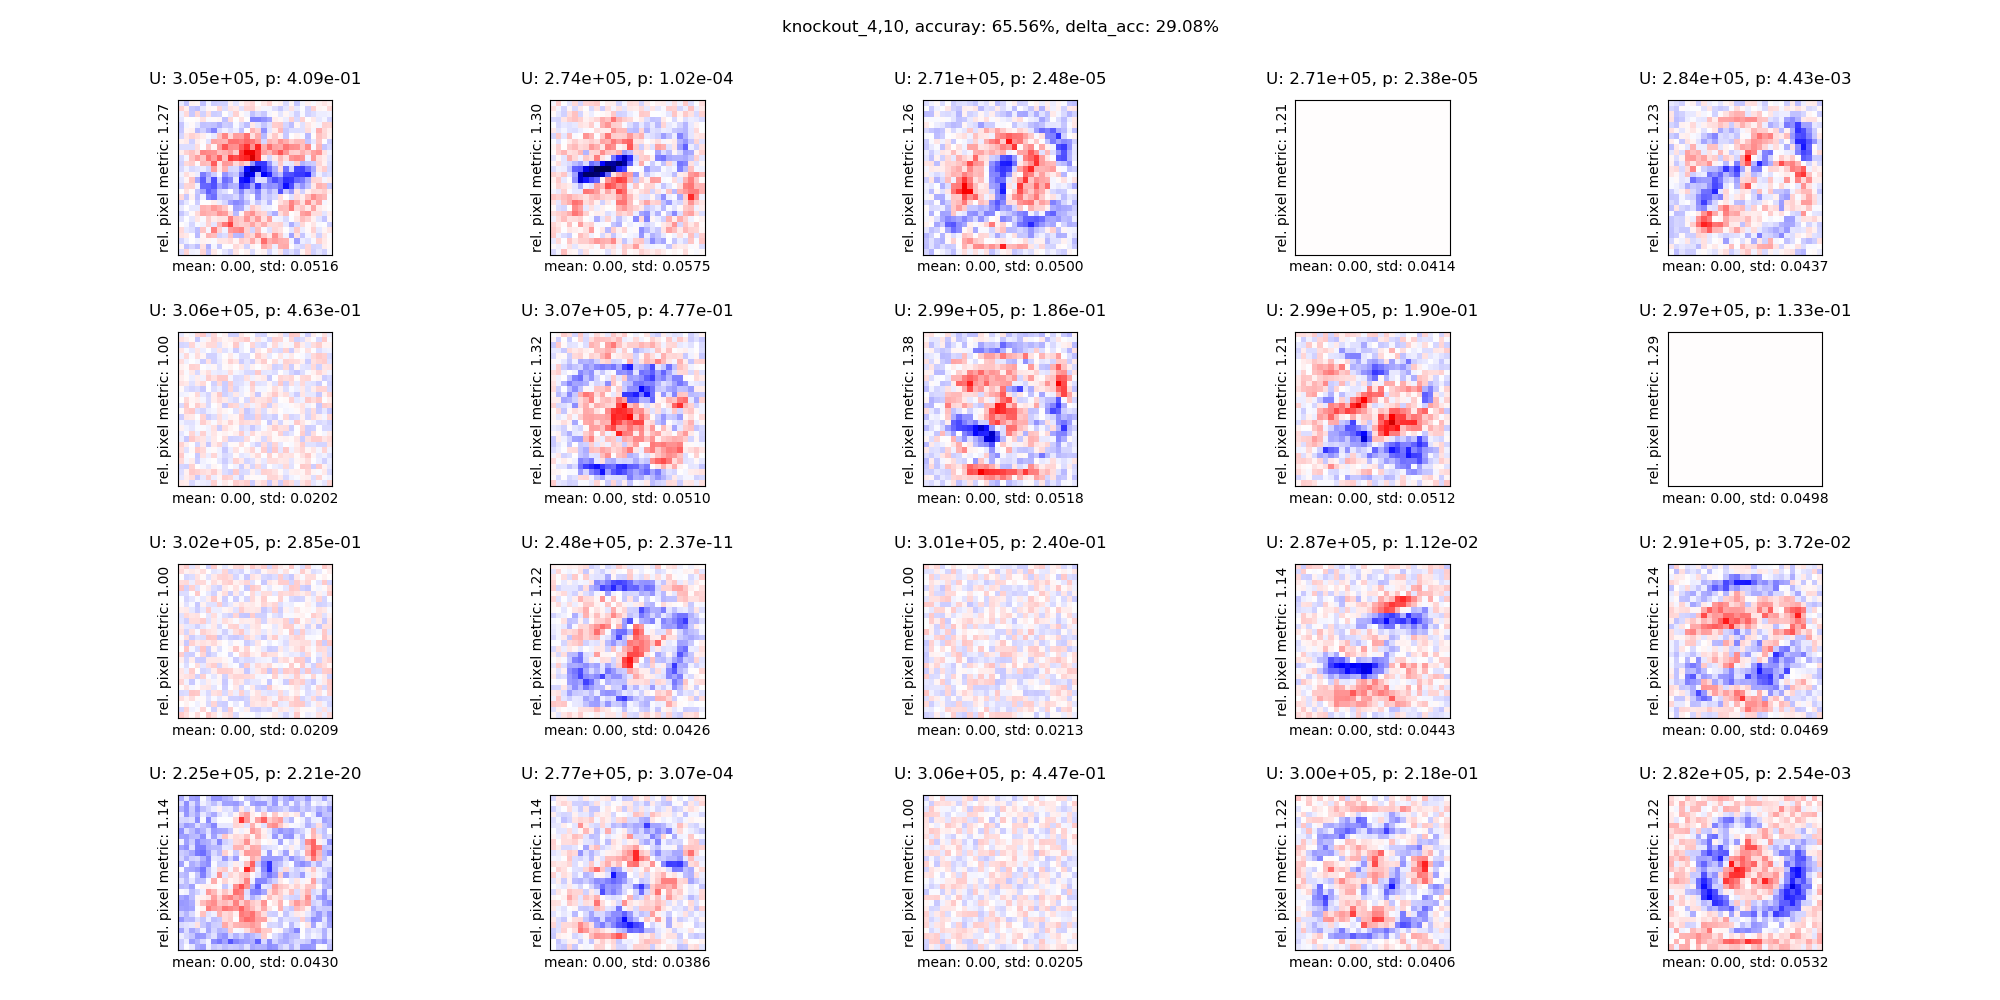 knockout_4,10, accuray: 65.56%, delta_acc: 29.08%
U: 3.05e+05, p: 4.09e-01
rel. pixel metric: 1.27
mean: 0.00, std: 0.0516
U: 2.74e+05, p: 1.02e-04
rel. pixel metric: 1.30
mean: 0.00, std: 0.0575
U: 2.71e+05, p: 2.48e-05
rel. pixel metric: 1.26
mean: 0.00, std: 0.0500
U: 2.71e+05, p: 2.38e-05
rel. pixel metric: 1.21
mean: 0.00, std: 0.0414
U: 2.84e+05, p: 4.43e-03
rel. pixel metric: 1.23
mean: 0.00, std: 0.0437
U: 3.06e+05, p: 4.63e-01
rel. pixel metric: 1.00
mean: 0.00, std: 0.0202
U: 3.07e+05, p: 4.77e-01
rel. pixel metric: 1.32
mean: 0.00, std: 0.0510
U: 2.99e+05, p: 1.86e-01
rel. pixel metric: 1.38
mean: 0.00, std: 0.0518
U: 2.99e+05, p: 1.90e-01
rel. pixel metric: 1.21
mean: 0.00, std: 0.0512
U: 2.97e+05, p: 1.33e-01
rel. pixel metric: 1.29
mean: 0.00, std: 0.0498
U: 3.02e+05, p: 2.85e-01
rel. pixel metric: 1.00
mean: 0.00, std: 0.0209
U: 2.48e+05, p: 2.37e-11
rel. pixel metric: 1.22
mean: 0.00, std: 0.0426
U: 3.01e+05, p: 2.40e-01
rel. pixel metric: 1.00
mean: 0.00, std: 0.0213
U: 2.87e+05, p: 1.12e-02
rel. pixel metric: 1.14
mean: 0.00, std: 0.0443
U: 2.91e+05, p: 3.72e-02
rel. pixel metric: 1.24
mean: 0.00, std: 0.0469
U: 2.25e+05, p: 2.21e-20
rel. pixel metric: 1.14
mean: 0.00, std: 0.0430
U: 2.77e+05, p: 3.07e-04
rel. pixel metric: 1.14
mean: 0.00, std: 0.0386
U: 3.06e+05, p: 4.47e-01
rel. pixel metric: 1.00
mean: 0.00, std: 0.0205
U: 3.00e+05, p: 2.18e-01
rel. pixel metric: 1.22
mean: 0.00, std: 0.0406
U: 2.82e+05, p: 2.54e-03
rel. pixel metric: 1.22
mean: 0.00, std: 0.0532